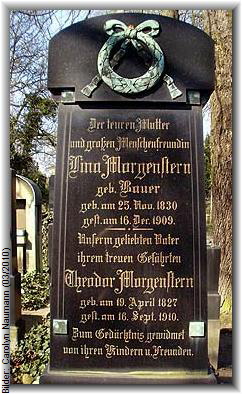 Der teuren Mutter
und großen Menschenfreundin
Lina Morgenstern
geb. Bauer
geb. am 25. Nov. 1830
gest. am 16. Dez. 1909.
Unserm geliebten Vater
ihrem treuen Gefährten
Theodor Morgenstern
geb. am 19. April 1827
gest. am 16. Sept. 1910.
Zum Gedächtnis gewidmet
von ihren Kindern u. Freunden.
Bilder: Carolyn Naumann (03/2010)